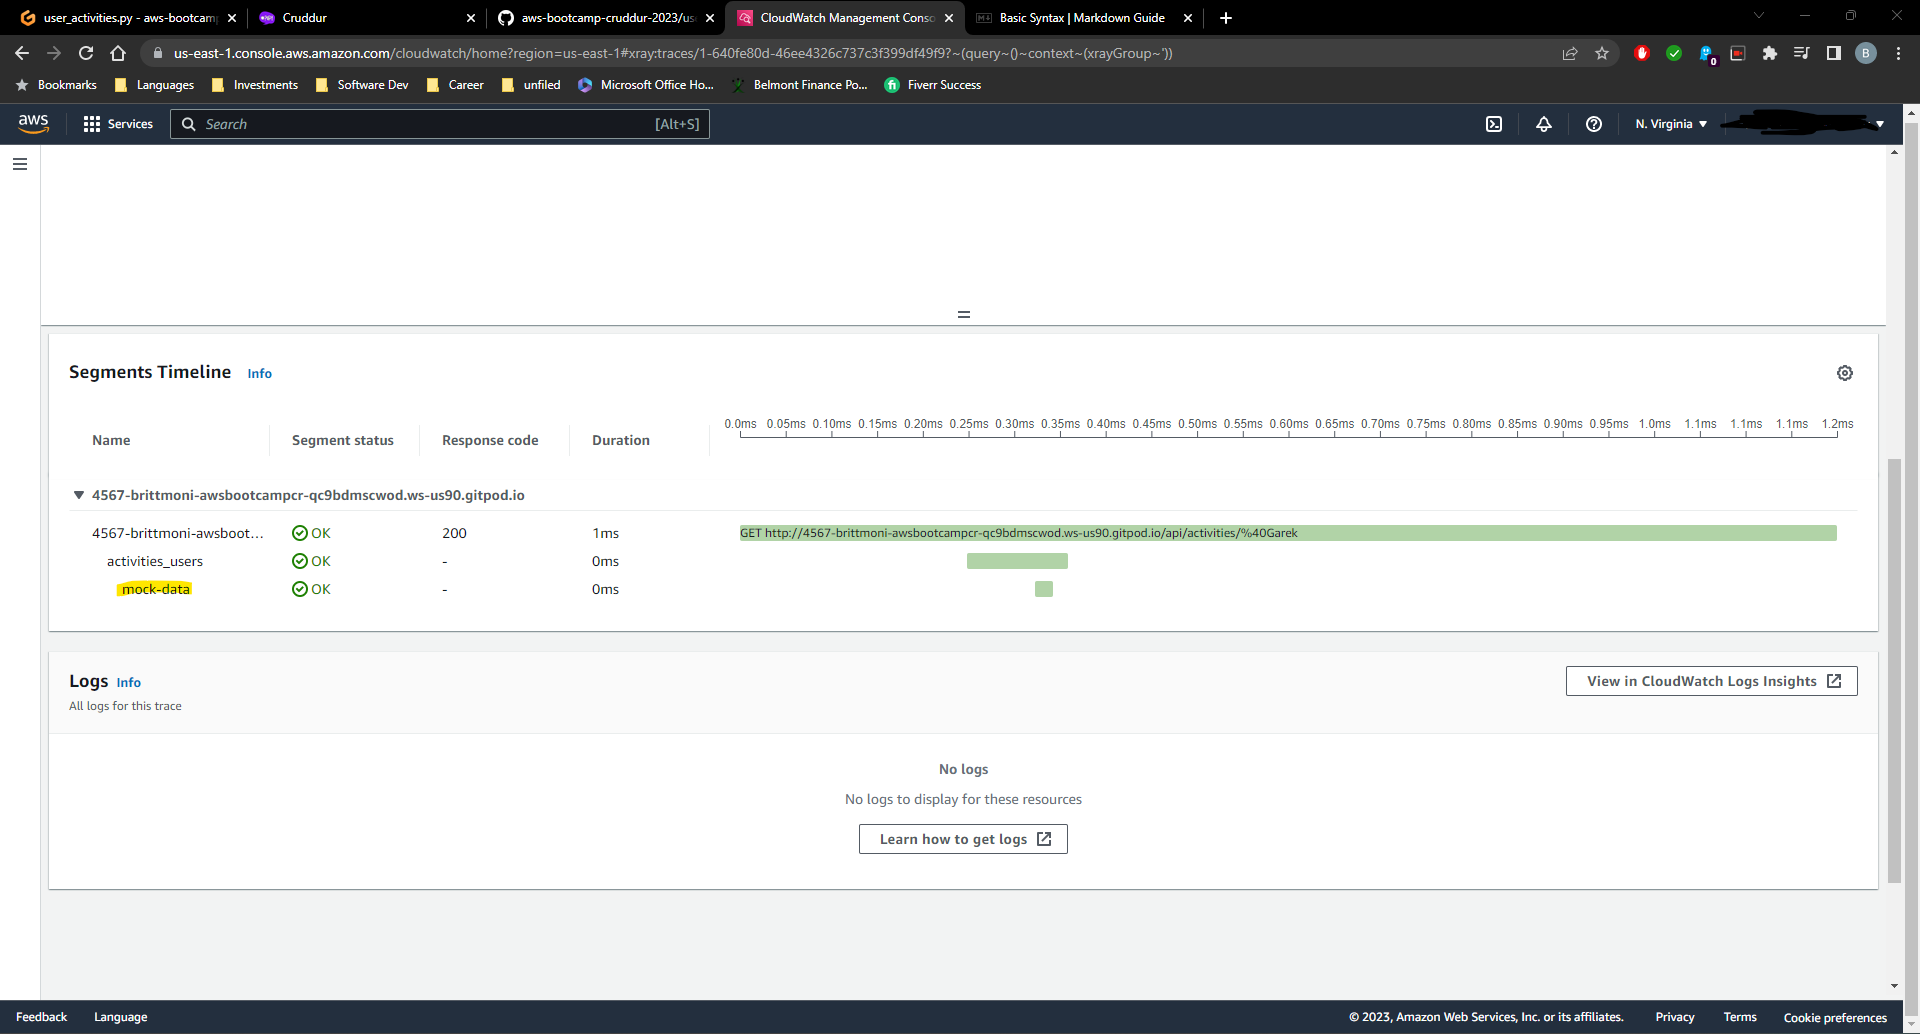 user_activities.py - aws-bootcam
Cruddur
aws-bootcamp-cruddur-2023/us
CloudWatch Management Conso
Basic Syntax | Markdown Guide
us-east-1.console.aws.amazon.com/cloudwatch/home?region=us-east-1#xray:traces/1-640fe80d-46ee4326c737c3f399df49f9?~(query~()~context~(xrayGroup~'))
0
B
Bookmarks
Languages
Investments
Software Dev
Career
unfiled
Microsoft Office Ho...
Belmont Finance Po...
Fiverr Success
aws
Services
Search
[Alt+S]
N. Virginia
Segments Timeline Info
0.0ms 0.05ms 0.10ms 0.15ms 0.20ms 0.25ms 0.30ms 0.35ms 0.40ms 0.45ms 0.50ms 0.55ms 0.60ms 0.65ms 0.70ms 0.75ms 0.80ms 0.85ms 0.90ms 0.95ms 1.0ms 1.1ms 1.1ms 1.1ms 1.2ms
Name Segment status Response code Duration
4567-brittmoni-awsbootcampcr-qc9bdmscwod.ws-us90.gitpod.io
4567-brittmoni-awsboot... OK 200 1ms GET http://4567-brittmoni-awsbootcampcr-qc9bdmscwod.ws-us90.gitpod.io/api/activities/%40Garek
activities_users OK - 0ms
mock-data OK - 0ms
Logs Info
All logs for this trace
View in CloudWatch Logs Insights
No logs
No logs to display for these resources
Learn how to get logs
Feedback
Language
© 2023, Amazon Web Services, Inc. or its affiliates.
Privacy
Terms
Cookie preferences